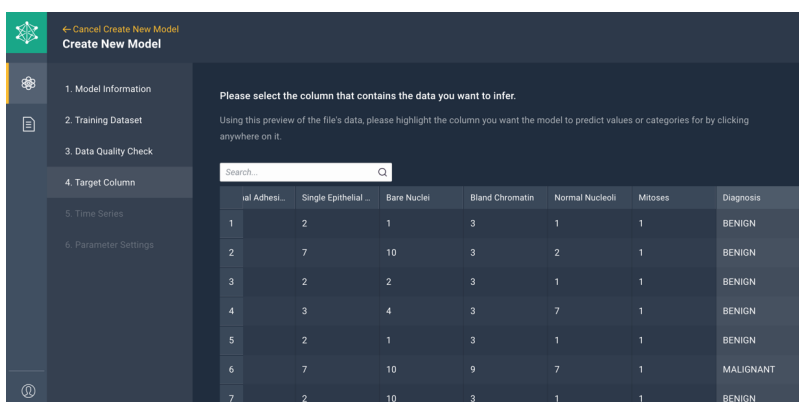 ← Cancel Create New Model
Create New Model
1. Model Information
2. Training Dataset
3. Data Quality Check
4. Target Column
5. Time Series
6. Parameter Settings
Please select the column that contains the data you want to infer.
Using this preview of the file's data, please highlight the column you want the model to predict values or categories for by clicking
anywhere on it.
Search...
Adhesi... Single Epithelial ... Bare Nuclei Bland Chromatin Normal Nucleoli Mitoses Diagnosis
1 2 1 3 1 1 BENIGN
2 7 10 3 2 1 BENIGN
3 2 2 3 1 1 BENIGN
4 3 4 3 7 1 BENIGN
5 2 1 3 1 1 BENIGN
6 7 10 9 7 1 MALIGNANT
7 2 10 3 1 1 BENIGN